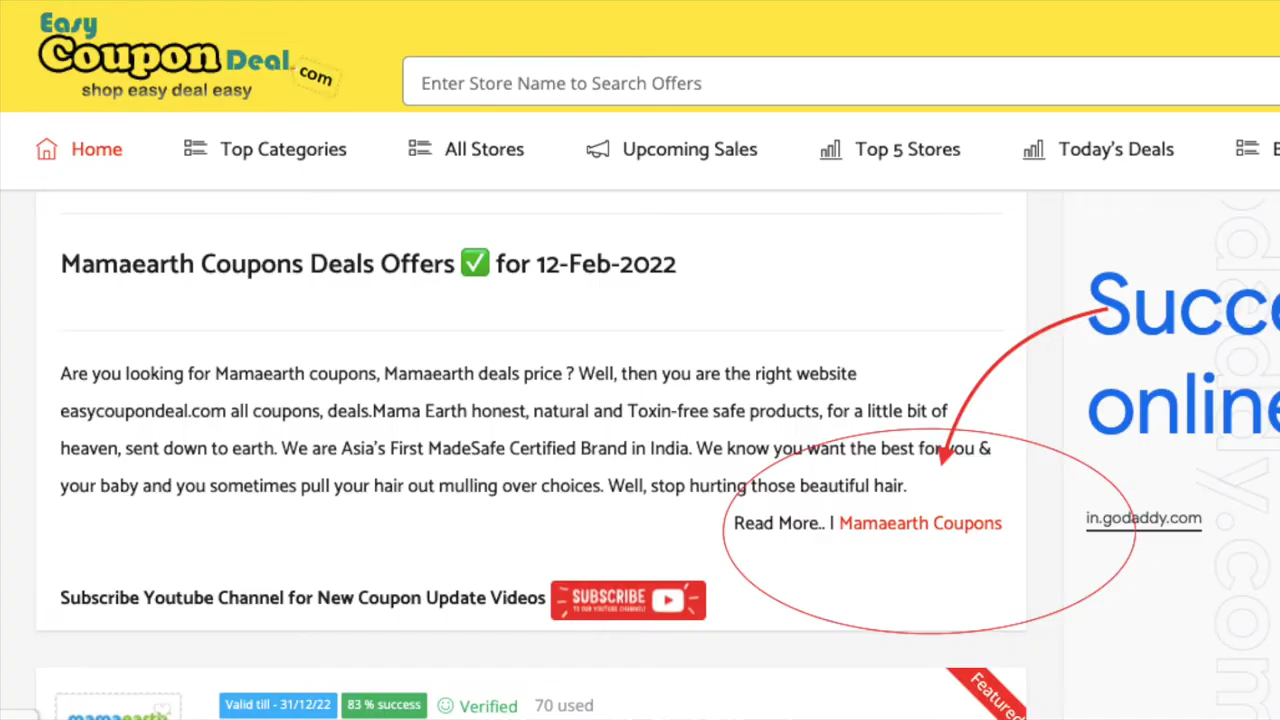 Easy
Coupon Deal.com
shop easy deal easy
Enter Store Name to Search Offers
Home
Top Categories
All Stores
Upcoming Sales
Top 5 Stores
Today's Deals
E
Mamaearth Coupons Deals Offers ✅ for 12-Feb-2022
Are you looking for Mamaearth coupons, Mamaearth deals price ? Well, then you are the right website
easycoupondeal.com all coupons, deals.Mama Earth honest, natural and Toxin-free safe products, for a little bit of
heaven, sent down to earth. We are Asia's First MadeSafe Certified Brand in India. We know you want the best for you &
your baby and you sometimes pull your hair out mulling over choices. Well, stop hurting those beautiful hair.
Read More.. | Mamaearth Coupons
Subscribe Youtube Channel for New Coupon Update Videos
SUBSCRIBE
TO OUR YOUTUBE CHANNEL
Succe
online
in.godaddy.com
odaddy.com
mamaearth
Valid till - 31/12/22
83 % success
Verified
70 used
Featured